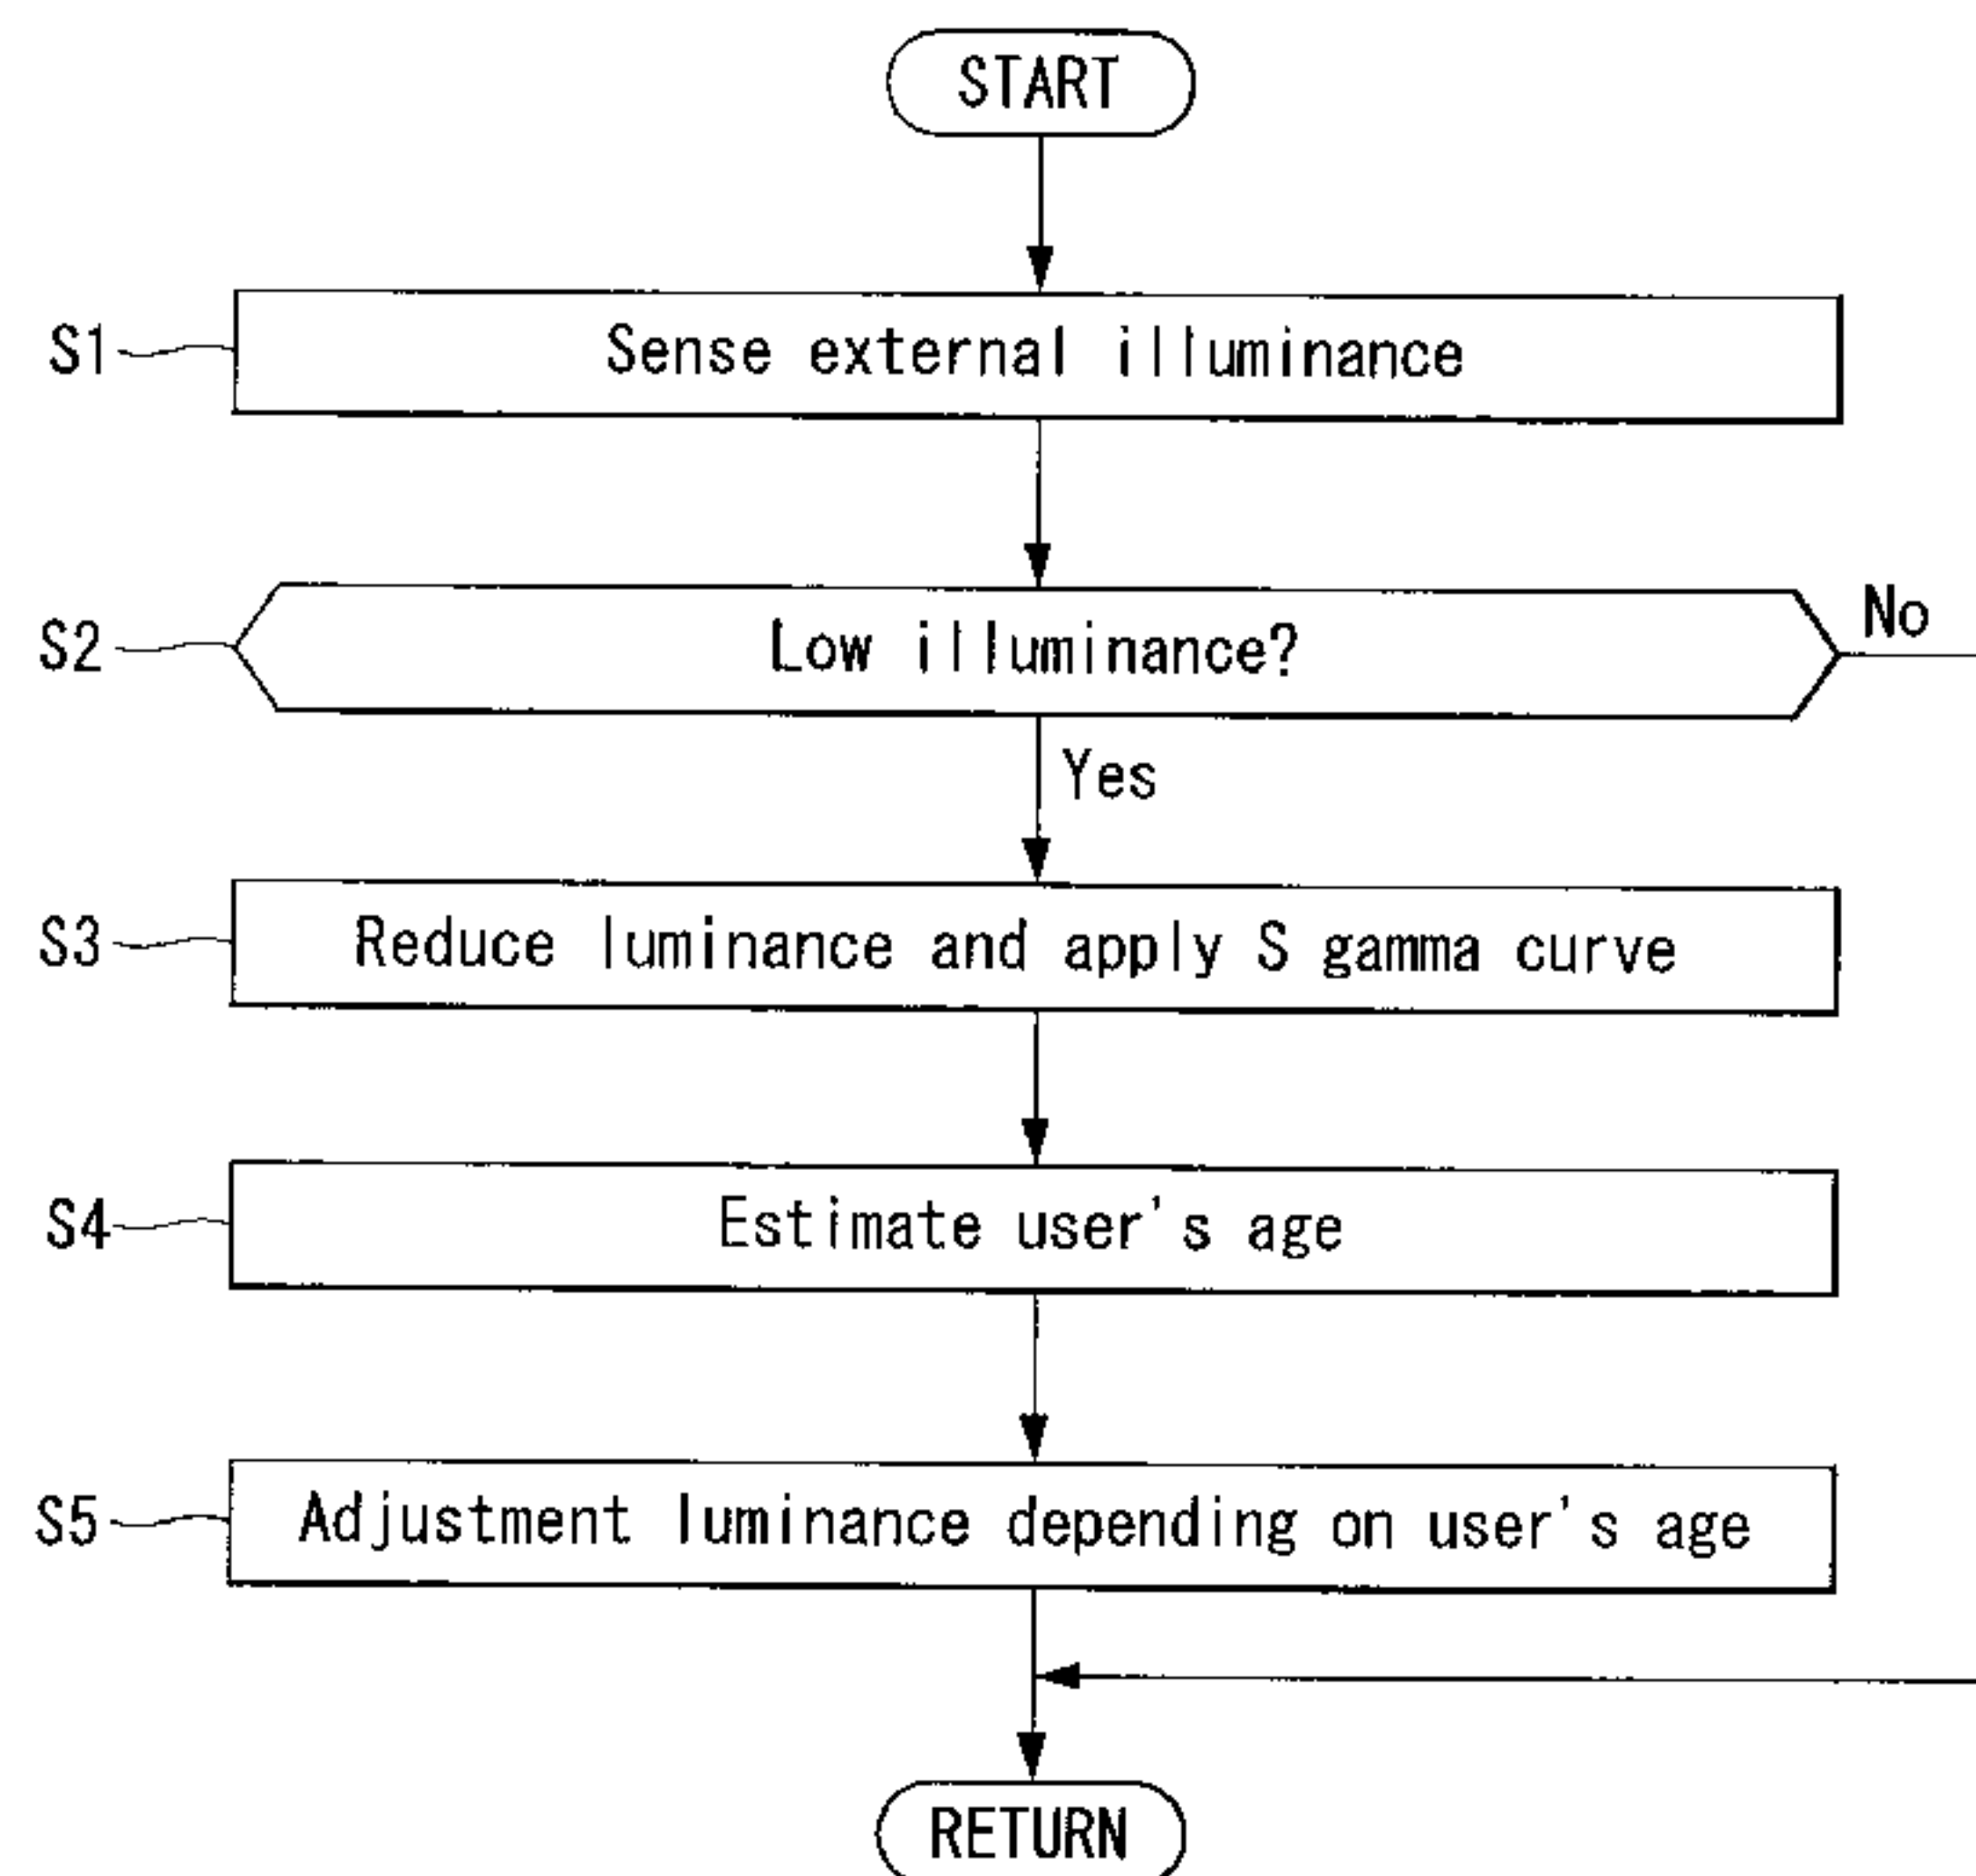 START
S1
Sense external illuminance
S2
Low illuminance?
No
Yes
S3
Reduce luminance and apply S gamma curve
S4
Estimate user's age
S5
Adjustment luminance depending on user's age
RETURN